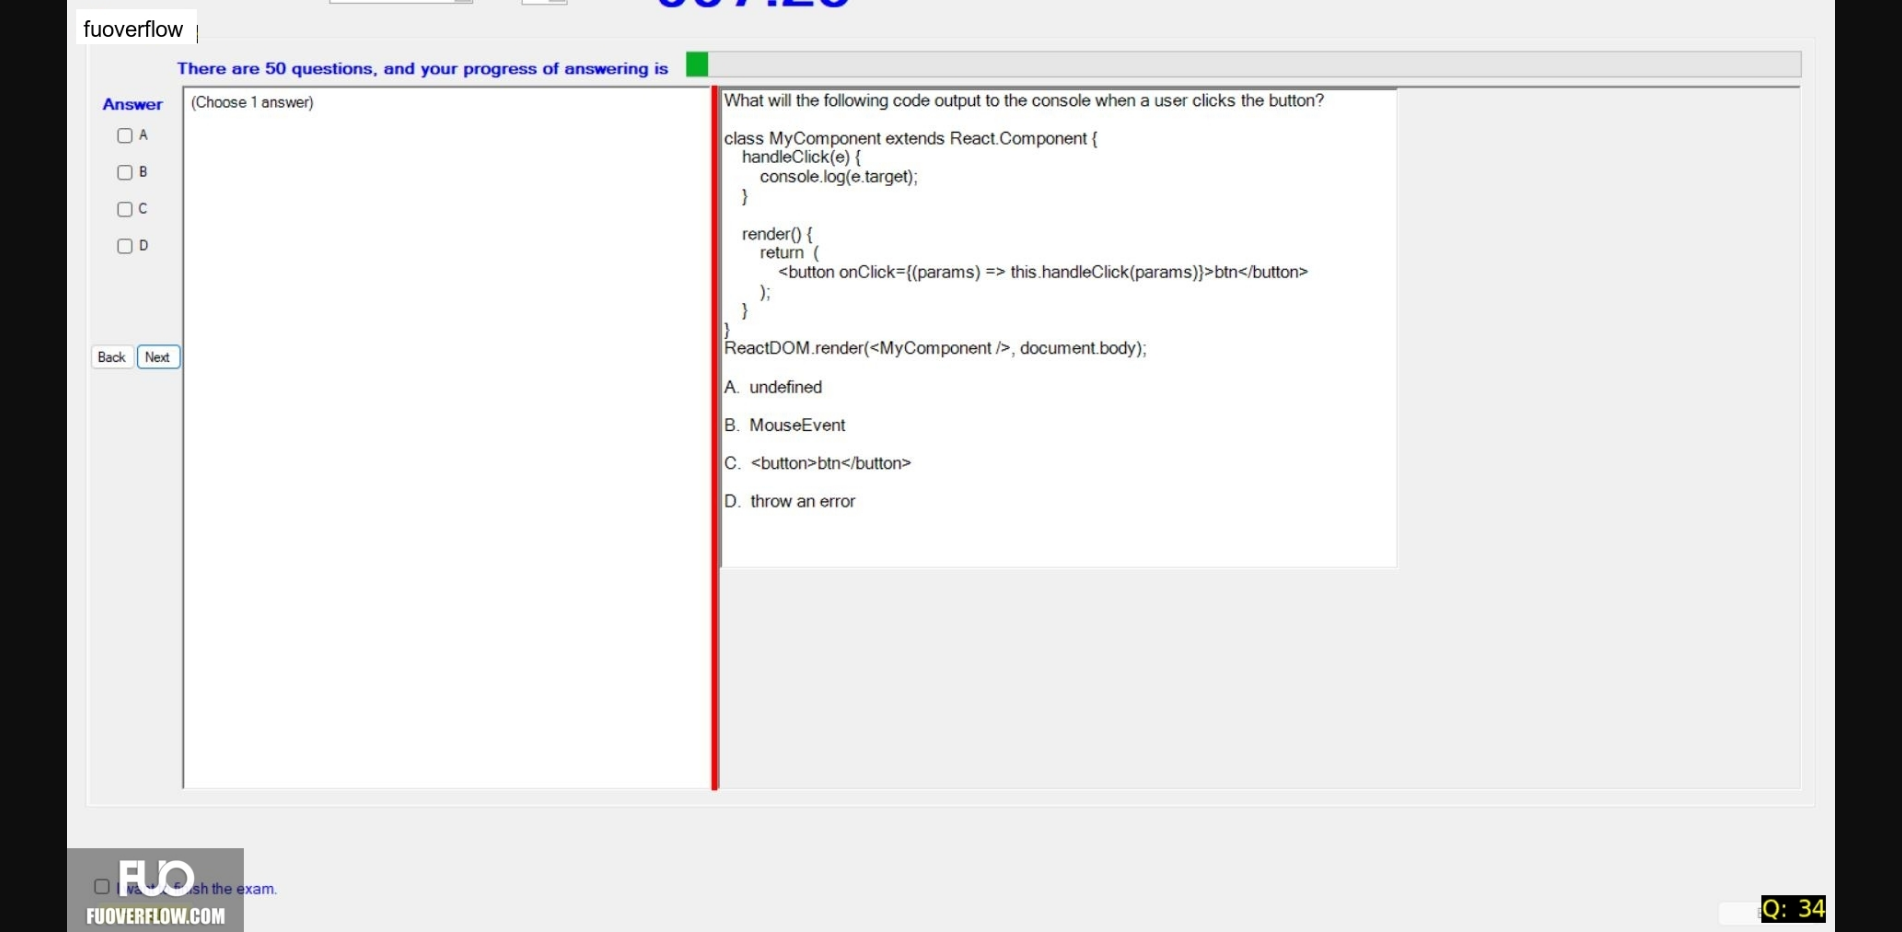 fuoverflow
There are 50 questions, and your progress of answering is
Answer
(Choose 1 answer)
A
B
C
D
Back Next
What will the following code output to the console when a user clicks the button?
class MyComponent extends React.Component {
handleClick(e) {
console.log(e.target);
}
render() {
return (
<button onClick={(params) => this.handleClick(params)}>btn</button>
);
}
}
ReactDOM.render(<MyComponent />, document.body);
A. undefined
B. MouseEvent
C. <button>btn</button>
D. throw an error
FUO
sh the exam.
FUOVERFLOW.COM
Q: 34